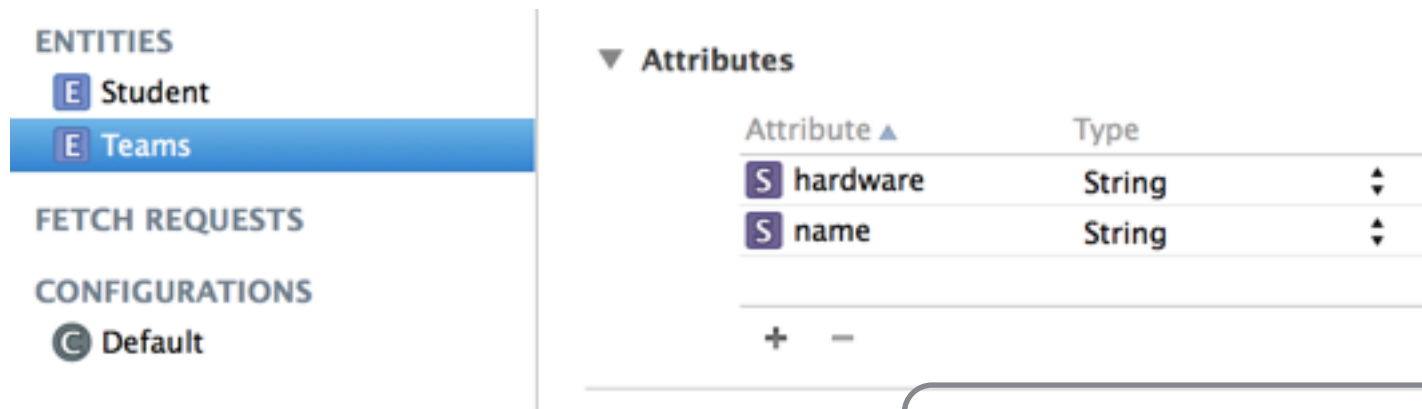 ENTITIES
E Student
E Teams
FETCH REQUESTS
CONFIGURATIONS
C Default
Attributes
Attribute Type
S hardware String
S name String
+ −